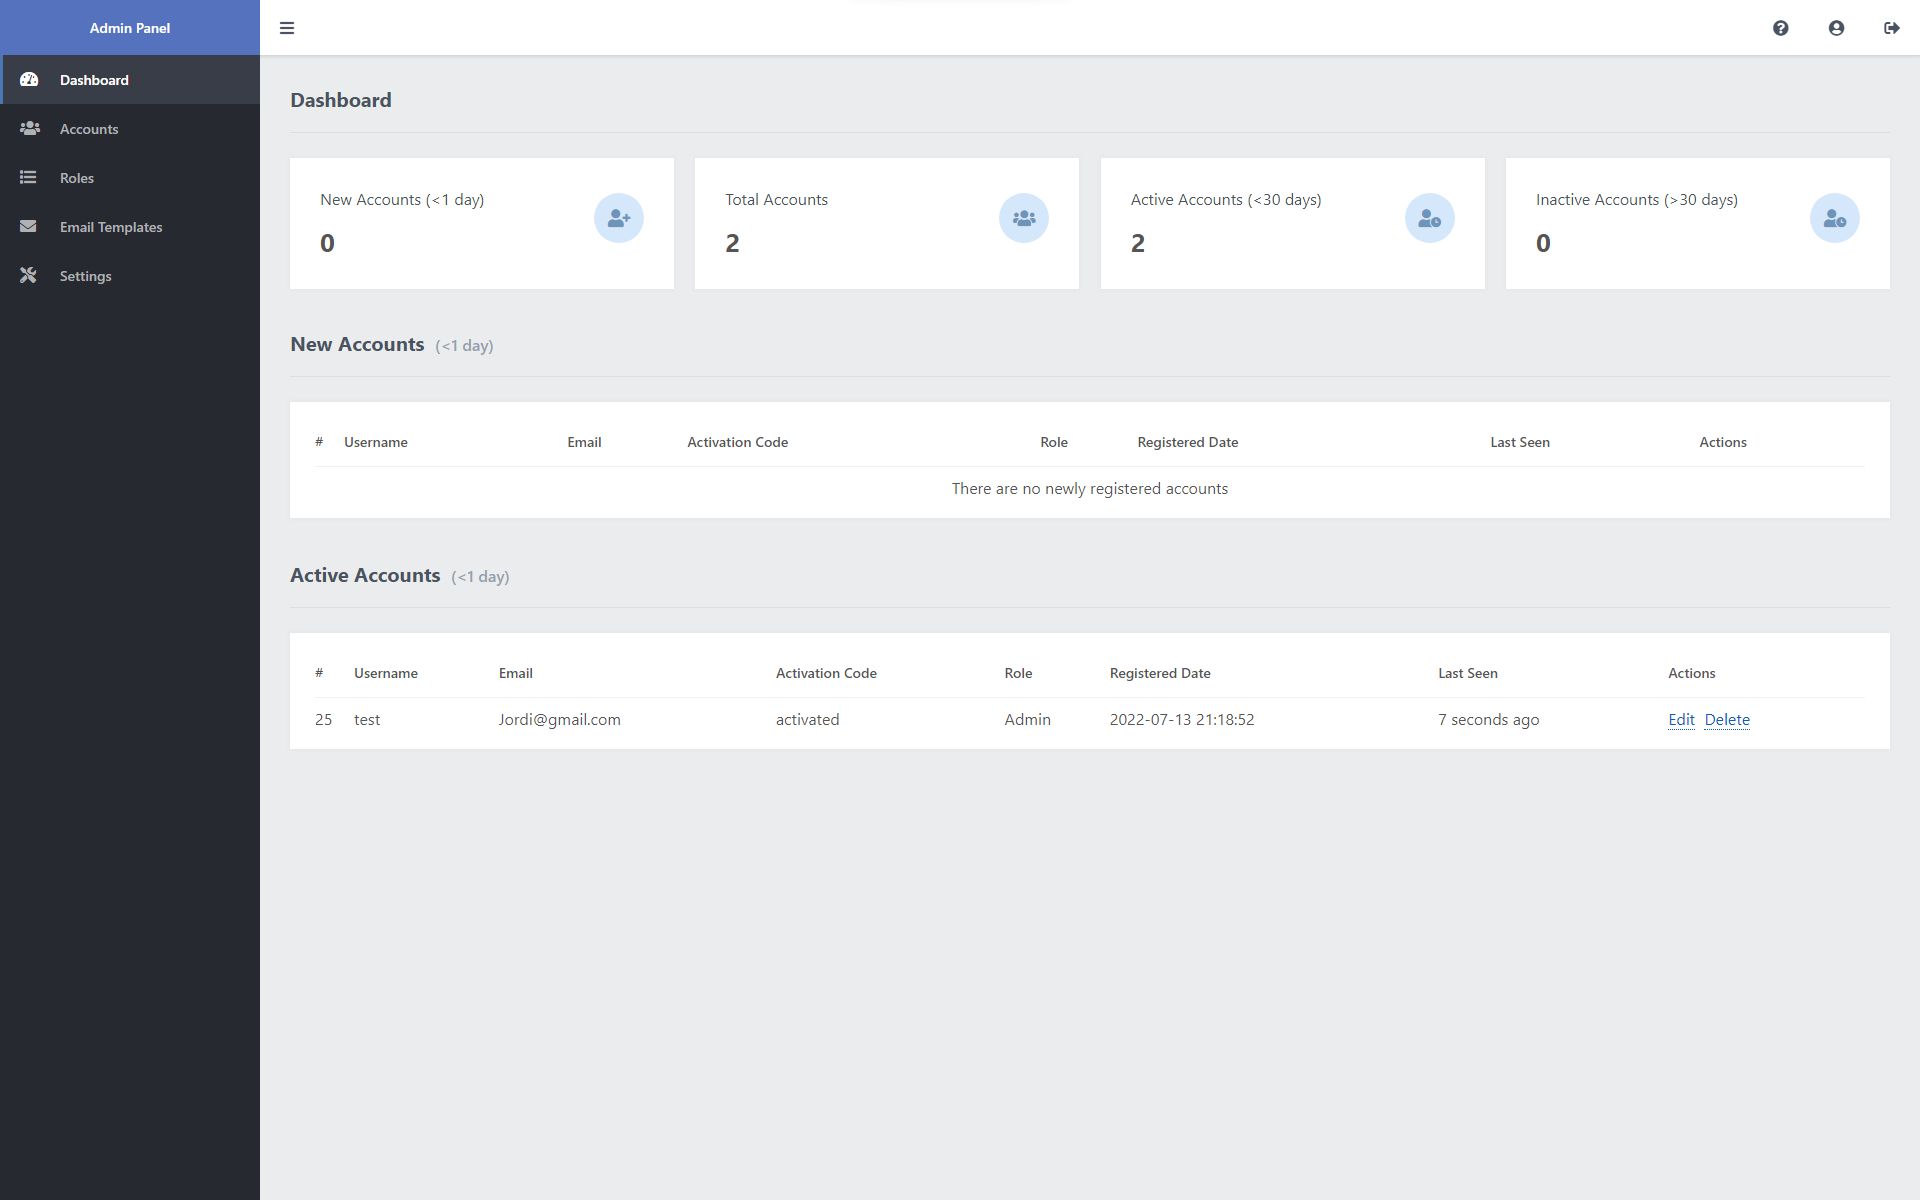 Admin Panel
Dashboard
Accounts
Roles
Email Templates
Settings
Dashboard
New Accounts (<1 day)
0
Total Accounts
2
Active Accounts (<30 days)
2
Inactive Accounts (>30 days)
0
New Accounts (<1 day)
# Username Email Activation Code Role Registered Date Last Seen Actions
There are no newly registered accounts
Active Accounts (<1 day)
# Username Email Activation Code Role Registered Date Last Seen Actions
25 test Jordi@gmail.com activated Admin 2022-07-13 21:18:52 7 seconds ago Edit Delete